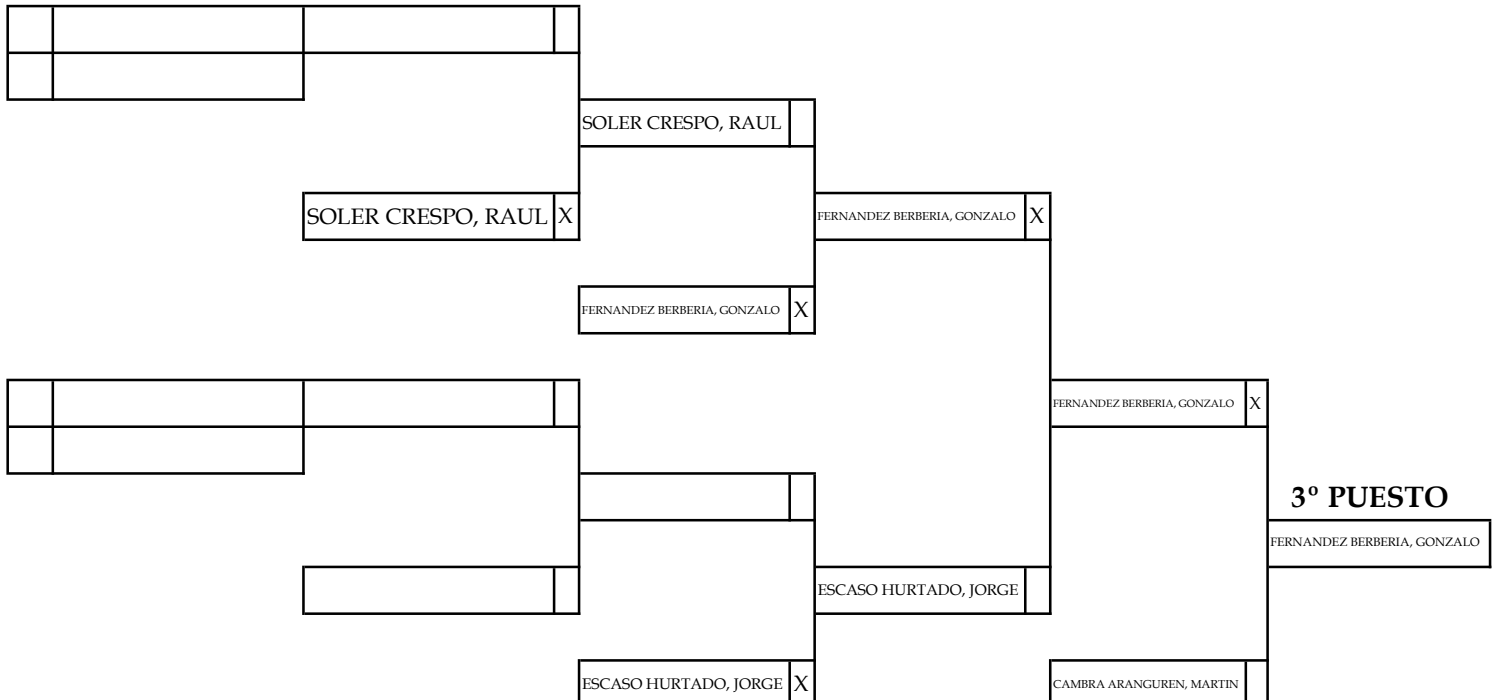 SOLER CRESPO, RAUL
SOLER CRESPO, RAUL X
FERNANDEZ BERBERIA, GONZALO X
FERNANDEZ BERBERIA, GONZALO X
FERNANDEZ BERBERIA, GONZALO X
3º PUESTO
FERNANDEZ BERBERIA, GONZALO
ESCASO HURTADO, JORGE
ESCASO HURTADO, JORGE X
CAMBRA ARANGUREN, MARTIN